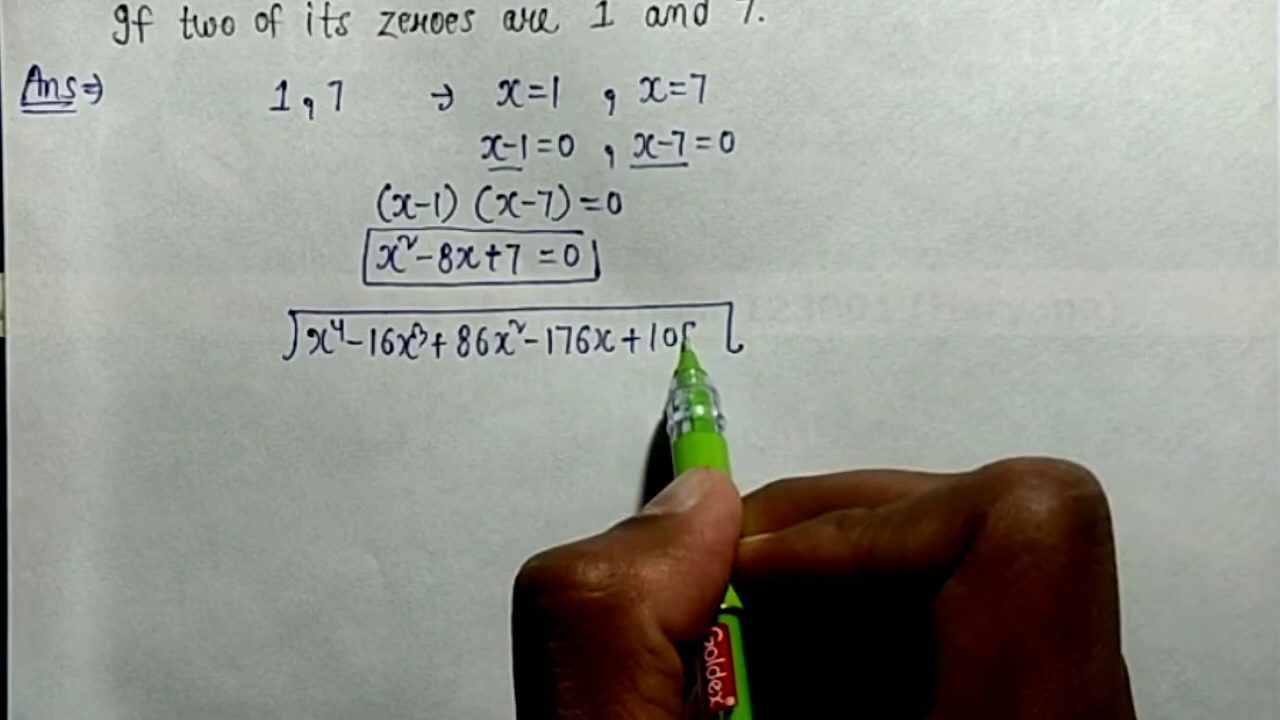 If two of its zeroes are 1 and 7.
Ans⇒ 1, 7 → x=1 , x=7
x-1=0 , x-7=0
(x-1) (x-7) =0
x²-8x+7 =0
x⁴-16x³+86x²-176x+105
Goldex